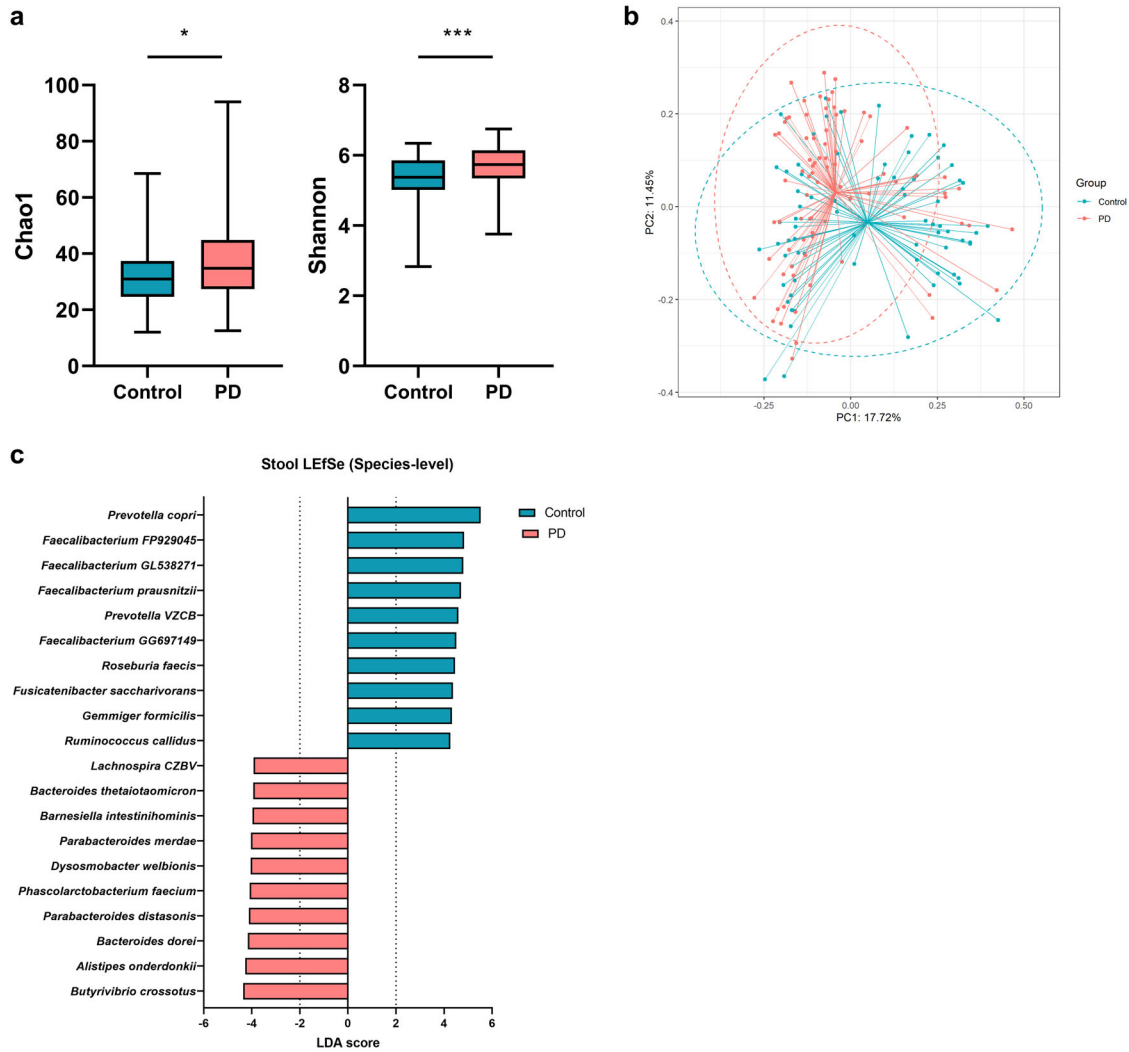 a
*
***
Chao1
100
80
60
40
20
0
Control
PD
Shannon
8
6
4
2
0
Control
PD
b
PC2: 11.45%
0.4
0.2
0.0
-0.2
-0.4
-0.25
0.00
0.25
0.50
PC1: 17.72%
Group
Control
PD
c
Stool LEfSe (Species-level)
Prevotella copri
Faecalibacterium FP929045
Faecalibacterium GL538271
Faecalibacterium prausnitzii
Prevotella VZCB
Faecalibacterium GG697149
Roseburia faecis
Fusicatenibacter saccharivorans
Gemmiger formicilis
Ruminococcus callidus
Lachnospira CZBV
Bacteroides thetaiotaomicron
Barnesiella intestinihominis
Parabacteroides merdae
Dysosmobacter welbionis
Phascolarctobacterium faecium
Parabacteroides distasonis
Bacteroides dorei
Alistipes onderdonkii
Butyrivibrio crossotus
-6
-4
-2
0
2
4
6
LDA score
Control
PD